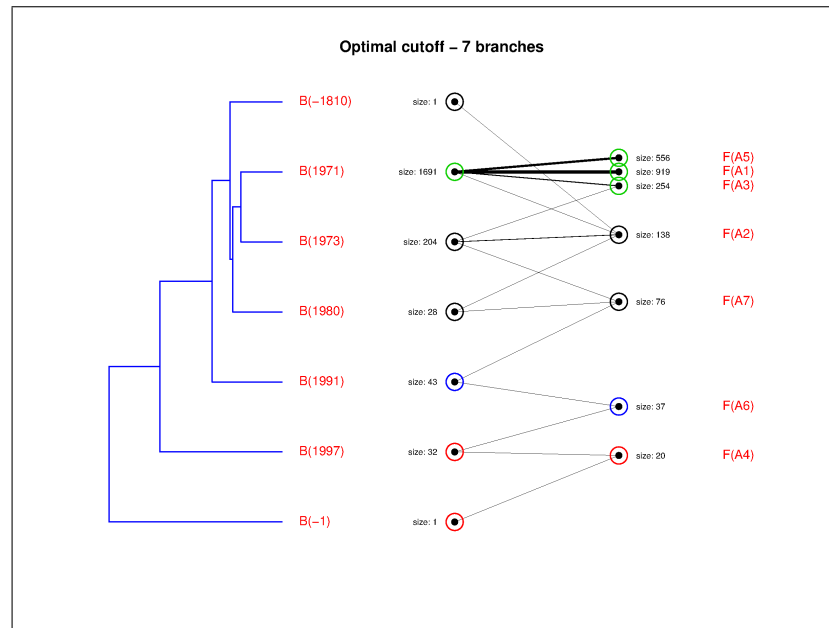 Optimal cutoff − 7 branches
B(−1810) size: 1
size: 556 F(A5)
B(1971) size: 1691 size: 919 F(A1)
size: 254 F(A3)
size: 138 F(A2)
B(1973) size: 204
size: 76 F(A7)
B(1980) size: 28
B(1991) size: 43
size: 37 F(A6)
B(1997) size: 32
size: 20 F(A4)
B(−1) size: 1